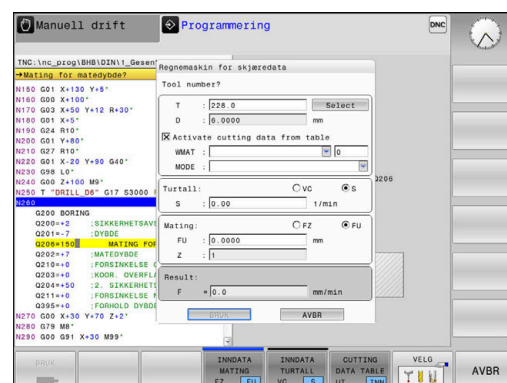 Manuell drift
Programmering
DNC
TNC:\nc_prog\BHB\DIN\1_Gesen
→Mating for matedybde?
N150 G01 X+130 Y+5*
N160 G00 X+100*
N170 G03 X+50 Y+12 R+30*
N180 G01 X+5*
N190 G24 R10*
N200 G01 Y+80*
N210 G27 R10*
N220 G01 X-20 Y+90 G40*
N230 G98 L0*
N240 G00 Z+100 M9*
N250 T "DRILL_D6" G17 S3000
N260
G200 BORING
Q200=+2 ;SIKKERHETSAVS
Q201=-7 ;DYBDE
Q206=150 MATING FOR
Q202=+7 ;MATEDYBDE
Q210=+0 ;FORSINKELSE
Q203=+0 ;KOOR. OVERFL
Q204=+50 ;2. SIKKERHETS
Q211=+0 ;FORSINKELSE
Q395=+0 ;FORHOLD DYBDE
N270 G00 X+30 Y+70 Z+2*
N280 G79 M8*
N290 G00 G91 X+30 M99*
Regnemaskin for skjæredata
Tool number?
T : 228.0 Select
D : 6.0000 mm
Activate cutting data from table
WMAT : 0
MODE :
Turtall: VC S
S : 0.00 1/min
Mating: FZ FU
FU : 0.0000 mm
Z : 1
Result:
F = 0.0 mm/min
BRUK AVBR
Q206
BRUK
INNDATA MATING FZ FU
INNDATA TURTALL VC S
CUTTING DATA TABLE UT INN
VELG
AVBR